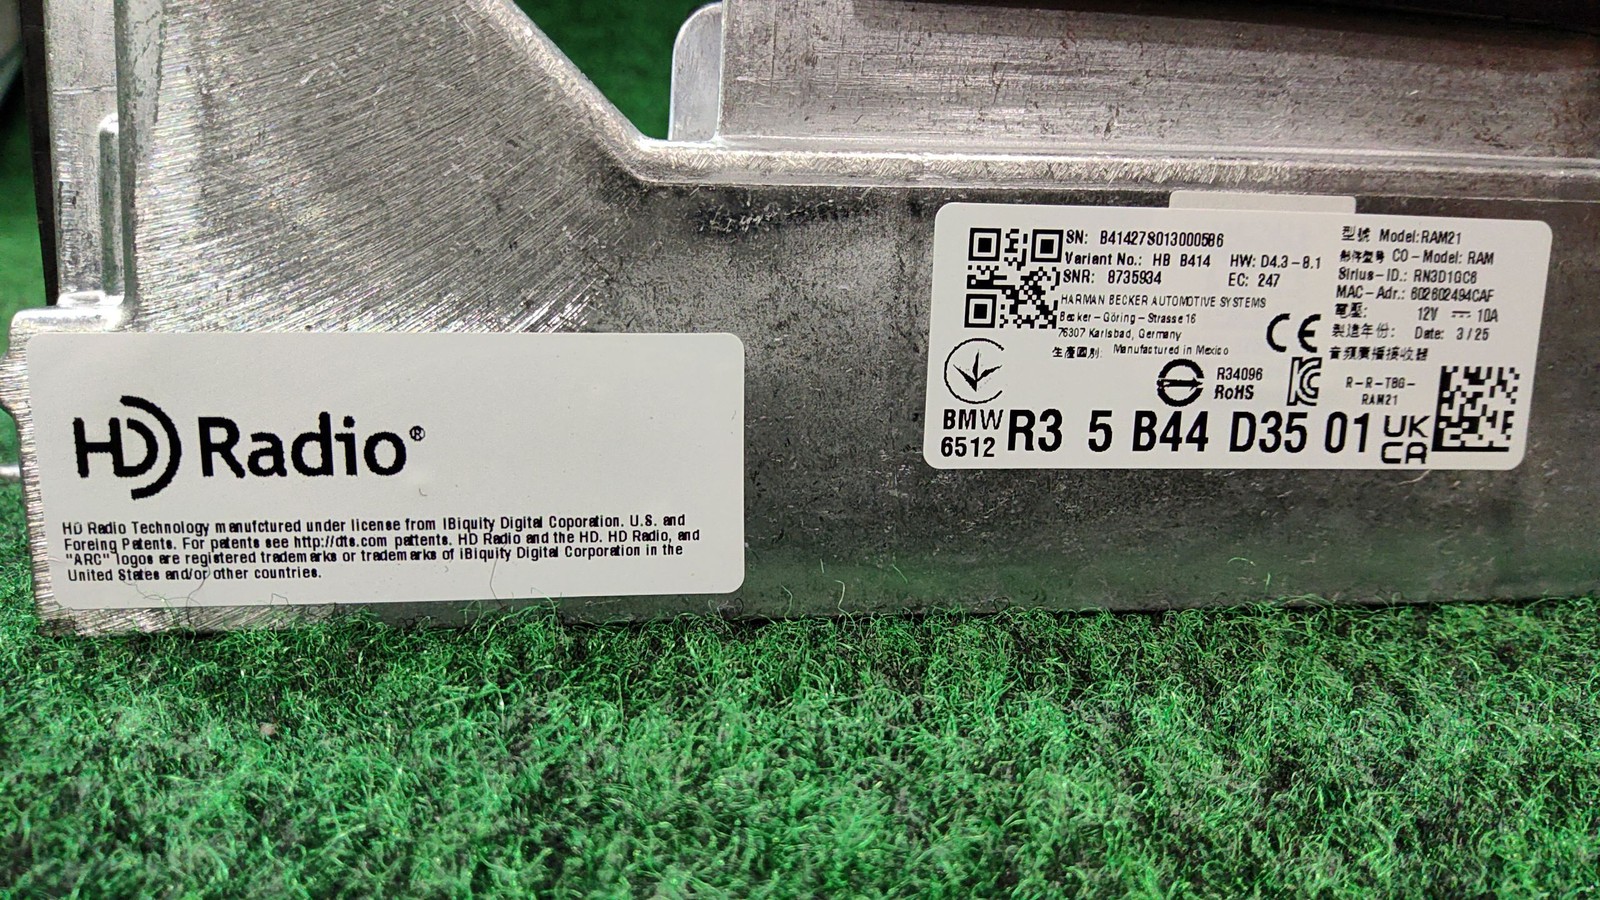 HD Radio®
HD Radio Technology manufctured under license from iBiquity Digital Coporation. U.S. and
Foreing Patents. For patents see http://dts.com pattents. HD Radio and the HD. HD Radio, and
"ARC" logos are registered trademarks or trademarks of iBiquity Digital Corporation in the
United States and/or other countries.
SN: B41427S0130005B6
Variant No.: HB B414 HW: D4.3-8.1
SNR: 8735934 EC: 247
HARMAN BECKER AUTOMOTIVE SYSTEMS
Becker-Göring-Strasse 16
76307 Karlsbad, Germany
生產國別: Manufactured in Mexico
型號 Model:RAM21
CO-Model: RAM
Sirius-ID.: RN3D1GC6
MAC-Adr.: 602602494CAF
電壓: 12V 10A
製造年份: Date: 3/25
音頻廣播接收器
CE
R34096
RoHS
R-R-TBG-
RAM21
BMW
6512
R3 5 B44 D35 01
UK
CA